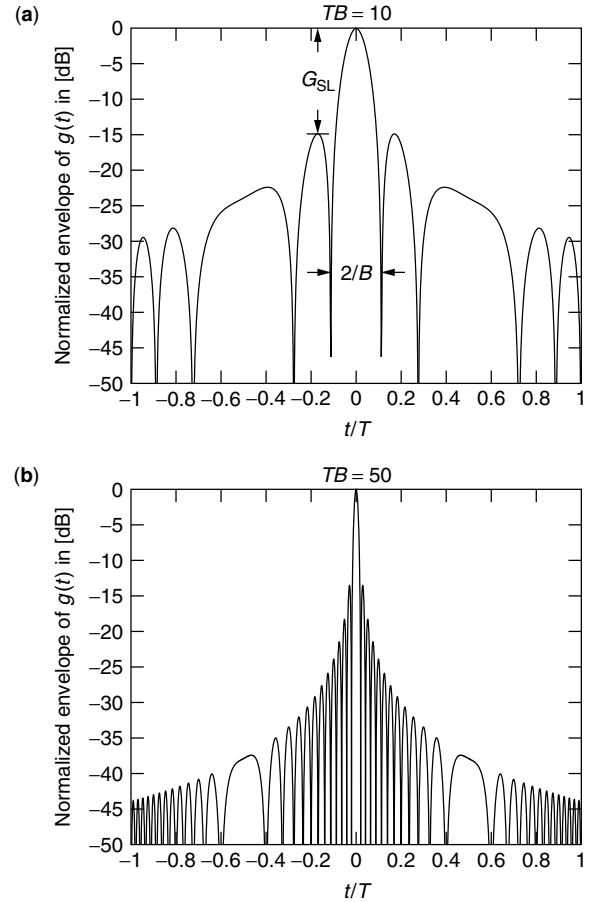 (a)
TB = 10
Normalized envelope of g(t) in [dB]
0
−5
−10
−15
−20
−25
−30
−35
−40
−45
−50
G_SL
2/B
−1 −0.8 −0.6 −0.4 −0.2 0 0.2 0.4 0.6 0.8 1
t/T
(b)
TB = 50
Normalized envelope of g(t) in [dB]
0
−5
−10
−15
−20
−25
−30
−35
−40
−45
−50
−1 −0.8 −0.6 −0.4 −0.2 0 0.2 0.4 0.6 0.8 1
t/T